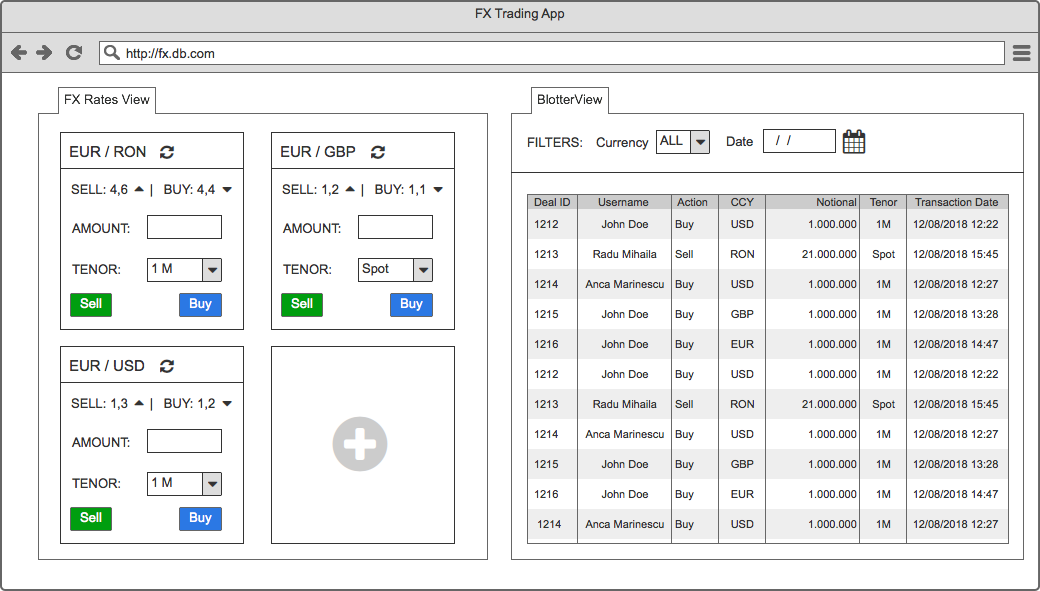 FX Trading App
http://fx.db.com
FX Rates View
EUR / RON
SELL: 4,6 | BUY: 4,4
AMOUNT:
TENOR: 1 M
Sell Buy
EUR / GBP
SELL: 1,2 | BUY: 1,1
AMOUNT:
TENOR: Spot
Sell Buy
EUR / USD
SELL: 1,3 | BUY: 1,2
AMOUNT:
TENOR: 1 M
Sell Buy
BlotterView
FILTERS: Currency ALL Date / /
Deal ID Username Action CCY Notional Tenor Transaction Date
1212 John Doe Buy USD 1.000.000 1M 12/08/2018 12:22
1213 Radu Mihaila Sell RON 21.000.000 Spot 12/08/2018 15:45
1214 Anca Marinescu Buy USD 1.000.000 1M 12/08/2018 12:27
1215 John Doe Buy GBP 1.000.000 1M 12/08/2018 13:28
1216 John Doe Buy EUR 1.000.000 1M 12/08/2018 14:47
1212 John Doe Buy USD 1.000.000 1M 12/08/2018 12:22
1213 Radu Mihaila Sell RON 21.000.000 Spot 12/08/2018 15:45
1214 Anca Marinescu Buy USD 1.000.000 1M 12/08/2018 12:27
1215 John Doe Buy GBP 1.000.000 1M 12/08/2018 13:28
1216 John Doe Buy EUR 1.000.000 1M 12/08/2018 14:47
1214 Anca Marinescu Buy USD 1.000.000 1M 12/08/2018 12:27